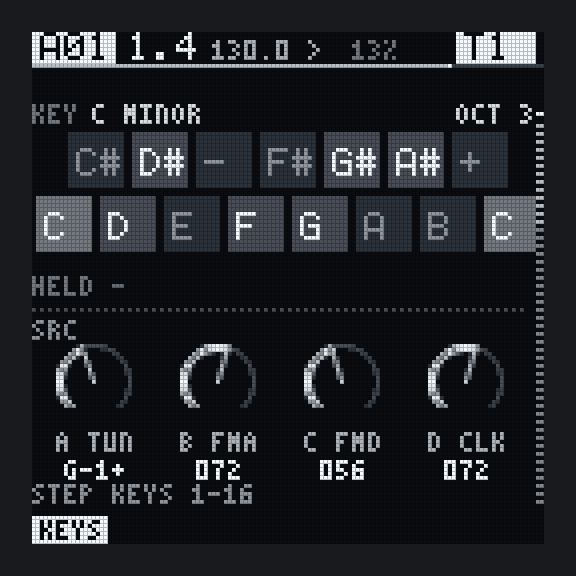 A01 1.4 130.0 > 13% T1
KEY C MINOR OCT 3-
C# D# - F# G# A# +
C D E F G A B C
HELD -
SRC
A TUN B FMA C FMD D CLK
G-1+ 072 056 072
STEP KEYS 1-16
KEYS